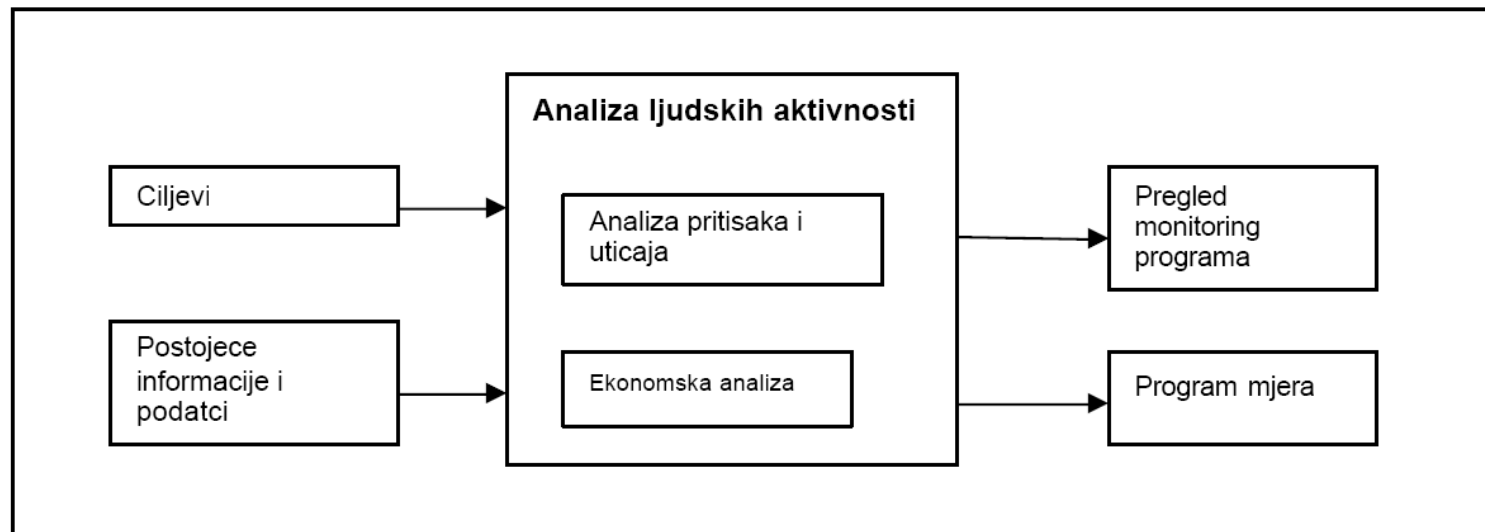 Analiza ljudskih aktivnosti
Ciljevi
Postojece
informacije i
podatci
Analiza pritisaka i
uticaja
Ekonomska analiza
Pregled
monitoring
programa
Program mjera